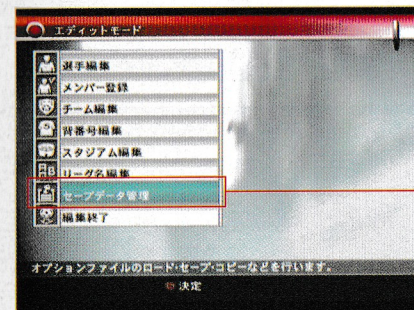 エディットモード
選手編集
メンバー登録
チーム編集
背番号編集
スタジアム編集
リーグ名編集
セーブデータ管理
編集終了
オプションファイルのロード・セーブ・コピーなどを行います。
決定